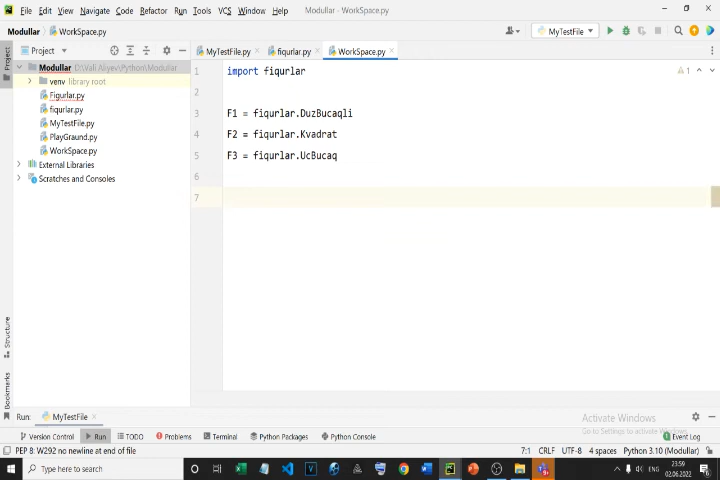 File Edit View Navigate Code Refactor Run Tools VCS Window Help Modullar - WorkSpace.py
Modullar WorkSpace.py MyTestFile
Project MyTestFile.py fiqurlar.py WorkSpace.py
Project
Modullar D:\Vali Aliyev\Python\Modullar
venv library root
Figurlar.py
fiqurlar.py
MyTestFile.py
PlayGraund.py
WorkSpace.py
External Libraries
Scratches and Consoles
1 import fiqurlar
2
3 F1 = fiqurlar.DuzBucaqli
4 F2 = fiqurlar.Kvadrat
5 F3 = fiqurlar.UcBucaq
6
7
1
Structure
Bookmarks
Run: MyTestFile
Activate Windows
Go to Settings to activate Windows.
Version Control Run TODO Problems Terminal Python Packages Python Console Event Log
PEP 8: W292 no newline at end of file 7:1 CRLF UTF-8 4 spaces Python 3.10 (Modullar)
Type here to search ENG 23:59
02.06.2022